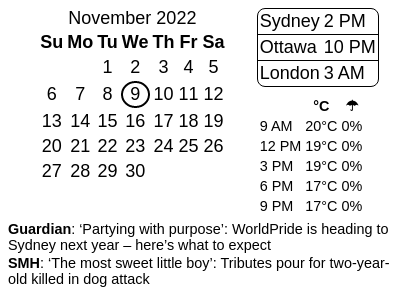 November 2022
Su Mo Tu We Th Fr Sa
1 2 3 4 5
6 7 8 9 10 11 12
13 14 15 16 17 18 19
20 21 22 23 24 25 26
27 28 29 30
Sydney 2 PM
Ottawa 10 PM
London 3 AM
°C ☂
9 AM 20°C 0%
12 PM 19°C 0%
3 PM 19°C 0%
6 PM 17°C 0%
9 PM 17°C 0%
Guardian: ‘Partying with purpose’: WorldPride is heading to
Sydney next year – here’s what to expect
SMH: ‘The most sweet little boy’: Tributes pour for two-year-
old killed in dog attack